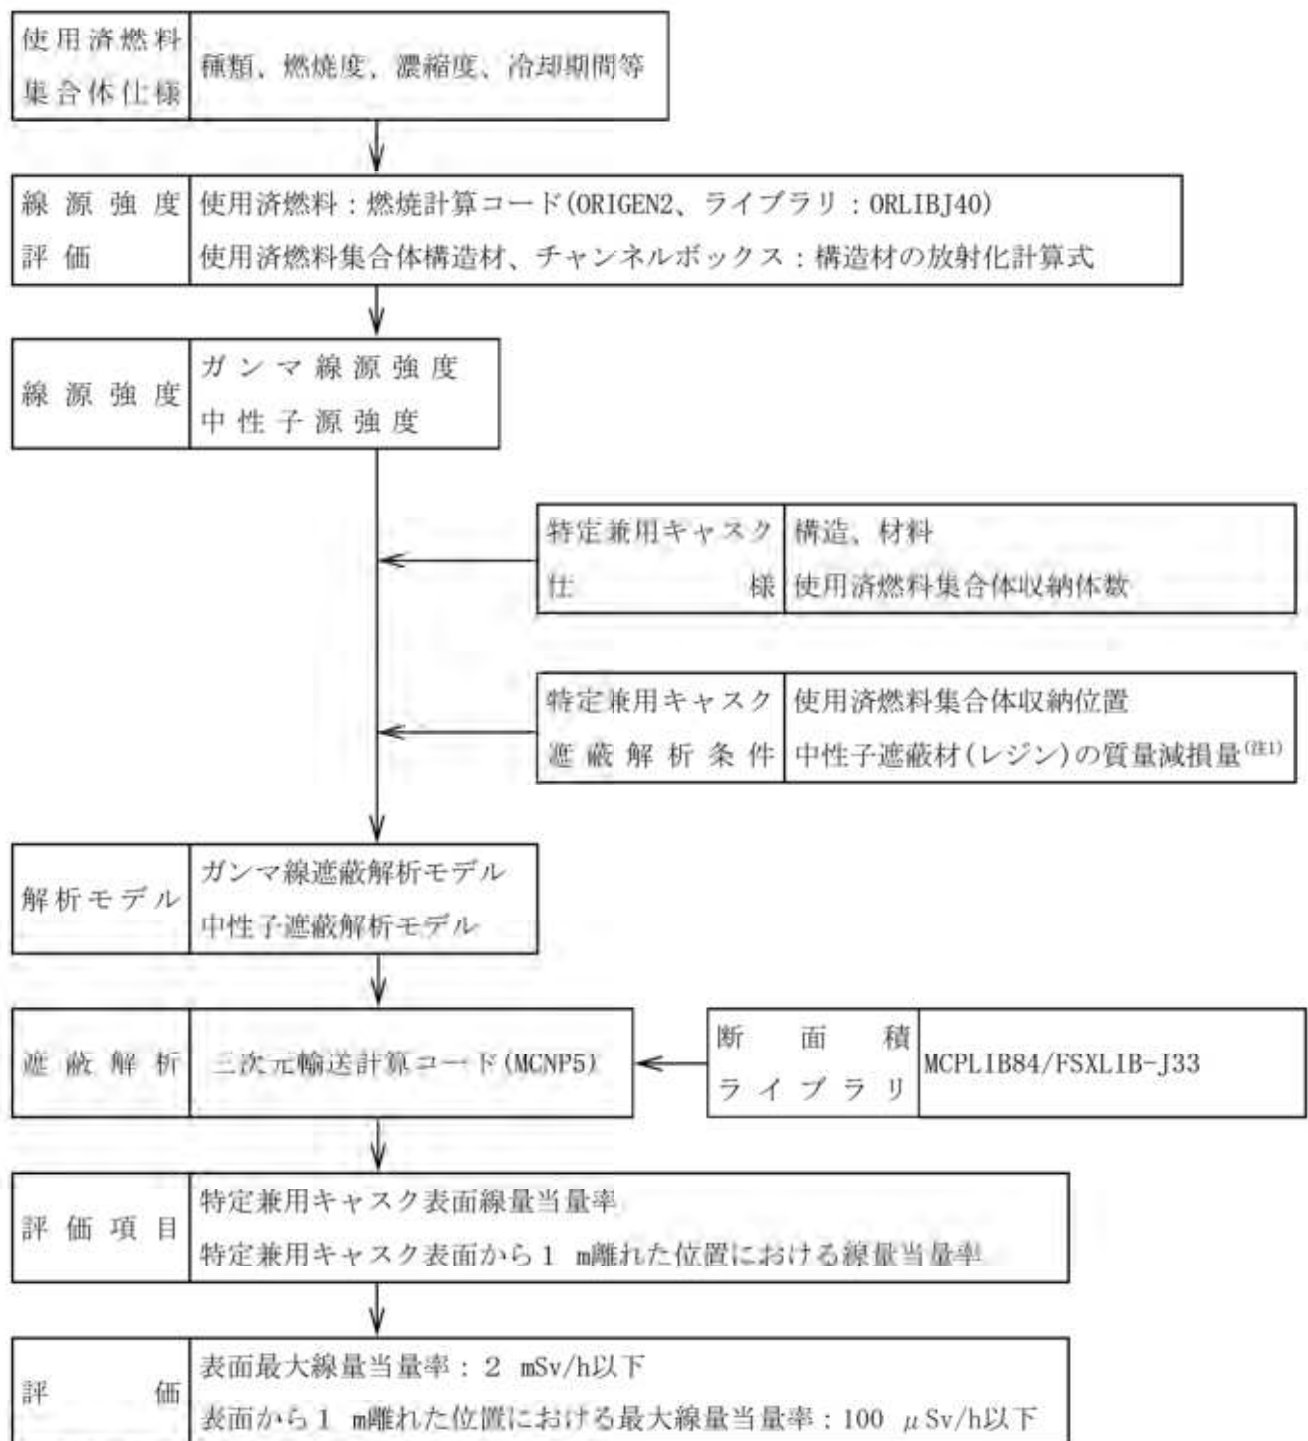 使用済燃料
集合体仕様
種類、燃焼度、濃縮度、冷却期間等
線源強度
評価
使用済燃料：燃焼計算コード(ORIGEN2、ライブラリ：ORLIBJ40)
使用済燃料集合体構造材、チャンネルボックス：構造材の放射化計算式
線源強度
ガンマ線源強度
中性子源強度
特定兼用キャスク
仕様
構造、材料
使用済燃料集合体収納体数
特定兼用キャスク
遮蔽解析条件
使用済燃料集合体収納位置
中性子遮蔽材(レジン)の質量減損量(注1)
解析モデル
ガンマ線遮蔽解析モデル
中性子遮蔽解析モデル
遮蔽解析
三次元輸送計算コード(MCNP5)
断面積
ライブラリ
MCPLIB84/FSXLIB-J33
評価項目
特定兼用キャスク表面線量当量率
特定兼用キャスク表面から1 m離れた位置における線量当量率
評価
表面最大線量当量率：2 mSv/h以下
表面から1 m離れた位置における最大線量当量率：100 μSv/h以下